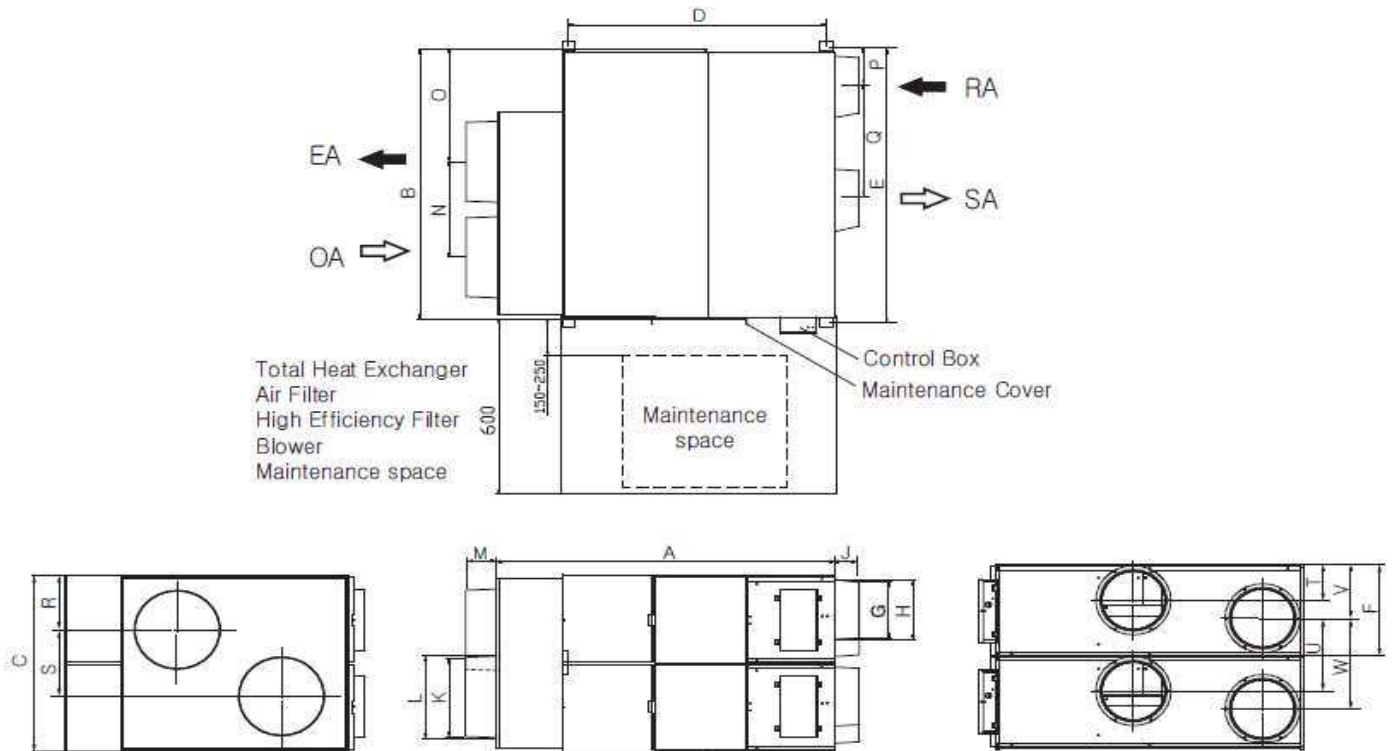 D
P
RA
O
Q
EA
B
E
SA
N
OA
Control Box
Total Heat Exchanger
Maintenance Cover
Air Filter
150~250
High Efficiency Filter
600
Maintenance
Blower
space
Maintenance space
M
A
J
R
G
H
T
V
F
C
S
L
K
U
W